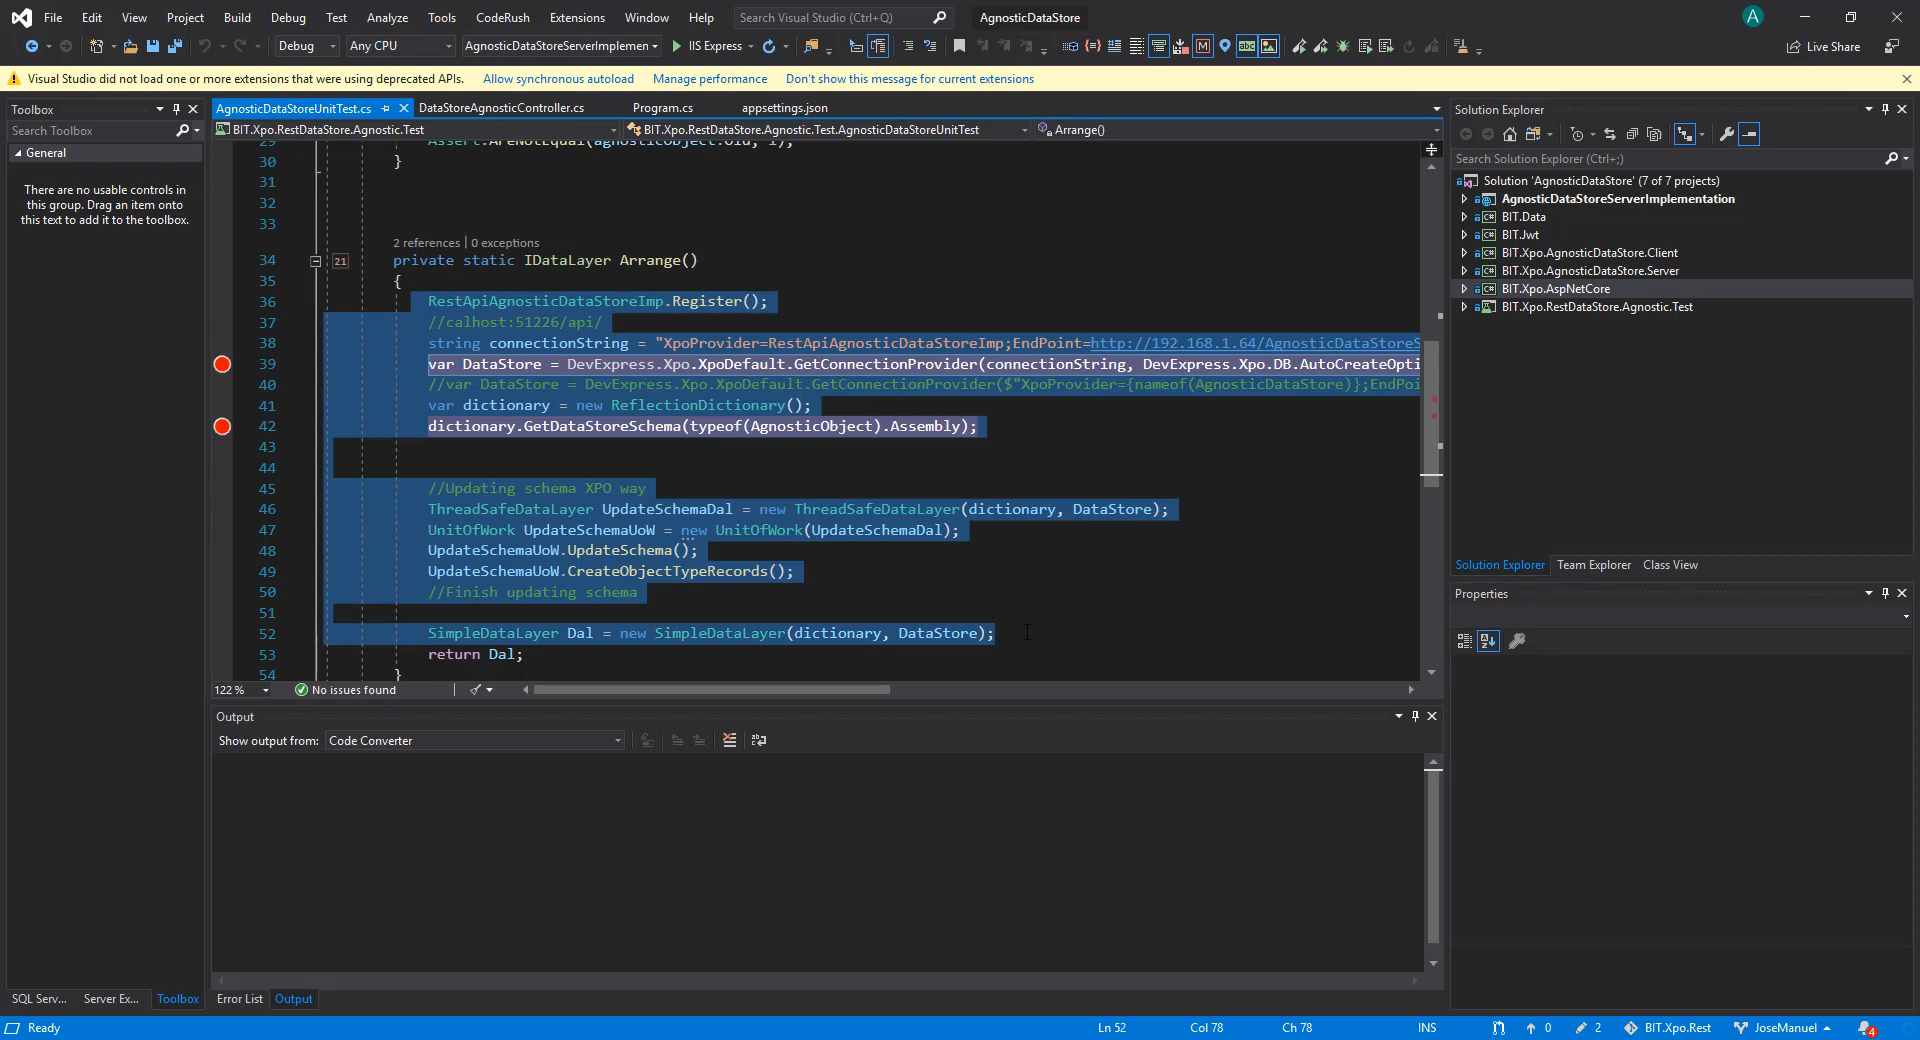 File Edit View Project Build Debug Test Analyze Tools CodeRush Extensions Window Help Search Visual Studio (Ctrl+Q) AgnosticDataStore A
Debug Any CPU AgnosticDataStoreServerImplemen IIS Express Live Share
Visual Studio did not load one or more extensions that were using deprecated APIs. Allow synchronous autoload Manage performance Don't show this message for current extensions
Toolbox
Search Toolbox
General
There are no usable controls in
this group. Drag an item onto
this text to add it to the toolbox.
AgnosticDataStoreUnitTest.cs DataStoreAgnosticController.cs Program.cs appsettings.json
BIT.Xpo.RestDataStore.Agnostic.Test BIT.Xpo.RestDataStore.Agnostic.Test.AgnosticDataStoreUnitTest Arrange()
29 Assert.AreNotEqual(agnosticObject.Oid, 1);
30 }
31
32
33
2 references | 0 exceptions
34 21 private static IDataLayer Arrange()
35 {
36 RestApiAgnosticDataStoreImp.Register();
37 //calhost:51226/api/
38 string connectionString = "XpoProvider=RestApiAgnosticDataStoreImp;EndPoint=http://192.168.1.64/AgnosticDataStoreS
39 var DataStore = DevExpress.Xpo.XpoDefault.GetConnectionProvider(connectionString, DevExpress.Xpo.DB.AutoCreateOpti
40 //var DataStore = DevExpress.Xpo.XpoDefault.GetConnectionProvider($"XpoProvider={nameof(AgnosticDataStore)};EndPoi
41 var dictionary = new ReflectionDictionary();
42 dictionary.GetDataStoreSchema(typeof(AgnosticObject).Assembly);
43
44
45 //Updating schema XPO way
46 ThreadSafeDataLayer UpdateSchemaDal = new ThreadSafeDataLayer(dictionary, DataStore);
47 UnitOfWork UpdateSchemaUoW = new UnitOfWork(UpdateSchemaDal);
48 UpdateSchemaUoW.UpdateSchema();
49 UpdateSchemaUoW.CreateObjectTypeRecords();
50 //Finish updating schema
51
52 SimpleDataLayer Dal = new SimpleDataLayer(dictionary, DataStore);
53 return Dal;
54 }
122 % No issues found
Output
Show output from: Code Converter
Solution Explorer
Search Solution Explorer (Ctrl+;)
Solution 'AgnosticDataStore' (7 of 7 projects)
AgnosticDataStoreServerImplementation
BIT.Data
BIT.Jwt
BIT.Xpo.AgnosticDataStore.Client
BIT.Xpo.AgnosticDataStore.Server
BIT.Xpo.AspNetCore
BIT.Xpo.RestDataStore.Agnostic.Test
Solution Explorer Team Explorer Class View
Properties
SQL Serv... Server Ex... Toolbox Error List Output
Ready Ln 52 Col 78 Ch 78 INS 0 2 BIT.Xpo.Rest JoseManuel 4